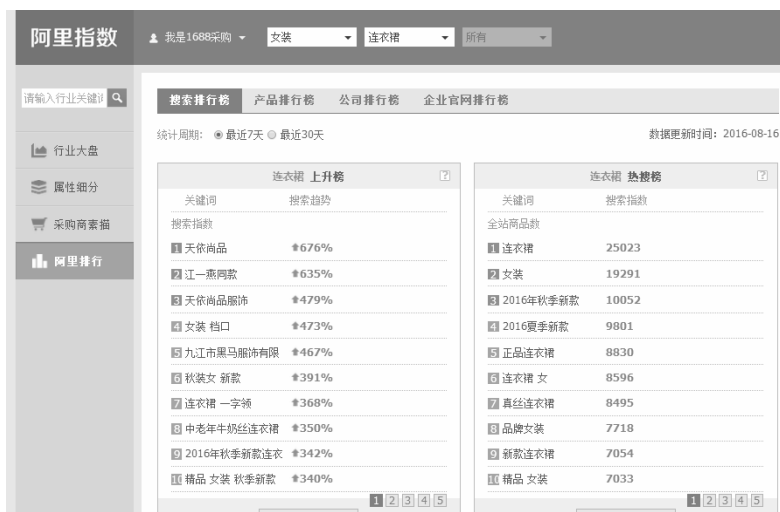 阿里指数
我是1688采购 女装 连衣裙 所有
请输入行业关键
搜索排行榜 产品排行榜 公司排行榜 企业官网排行榜
统计周期: 最近7天 最近30天
数据更新时间: 2016-08-16
行业大盘
属性细分
采购商素描
阿里排行
连衣裙 上升榜 ?
关键词 搜索趋势
搜索指数
1 天依尚品 676%
2 江一燕同款 635%
3 天依尚品服饰 479%
4 女装 档口 473%
5 九江市黑马服饰有限 467%
6 秋装女 新款 391%
7 连衣裙 一字领 368%
8 中老年牛奶丝连衣裙 350%
9 2016年秋季新款连衣 342%
10 精品 女装 秋季新款 340%
1 2 3 4 5
连衣裙 热搜榜 ?
关键词 搜索指数
全站商品数
1 连衣裙 25023
2 女装 19291
3 2016年秋季新款 10052
4 2016夏季新款 9801
5 正品连衣裙 8830
6 连衣裙 女 8596
7 真丝连衣裙 8495
8 品牌女装 7718
9 新款连衣裙 7054
10 精品 女装 7033
1 2 3 4 5